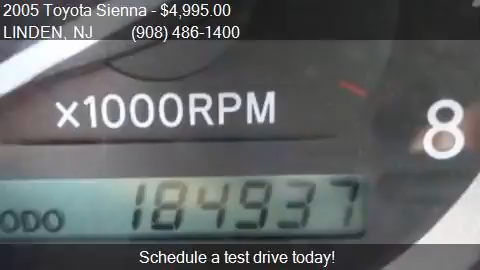 2005 Toyota Sienna - $4,995.00
LINDEN, NJ (908) 486-1400
x1000RPM
8
ODO 184937
Schedule a test drive today!